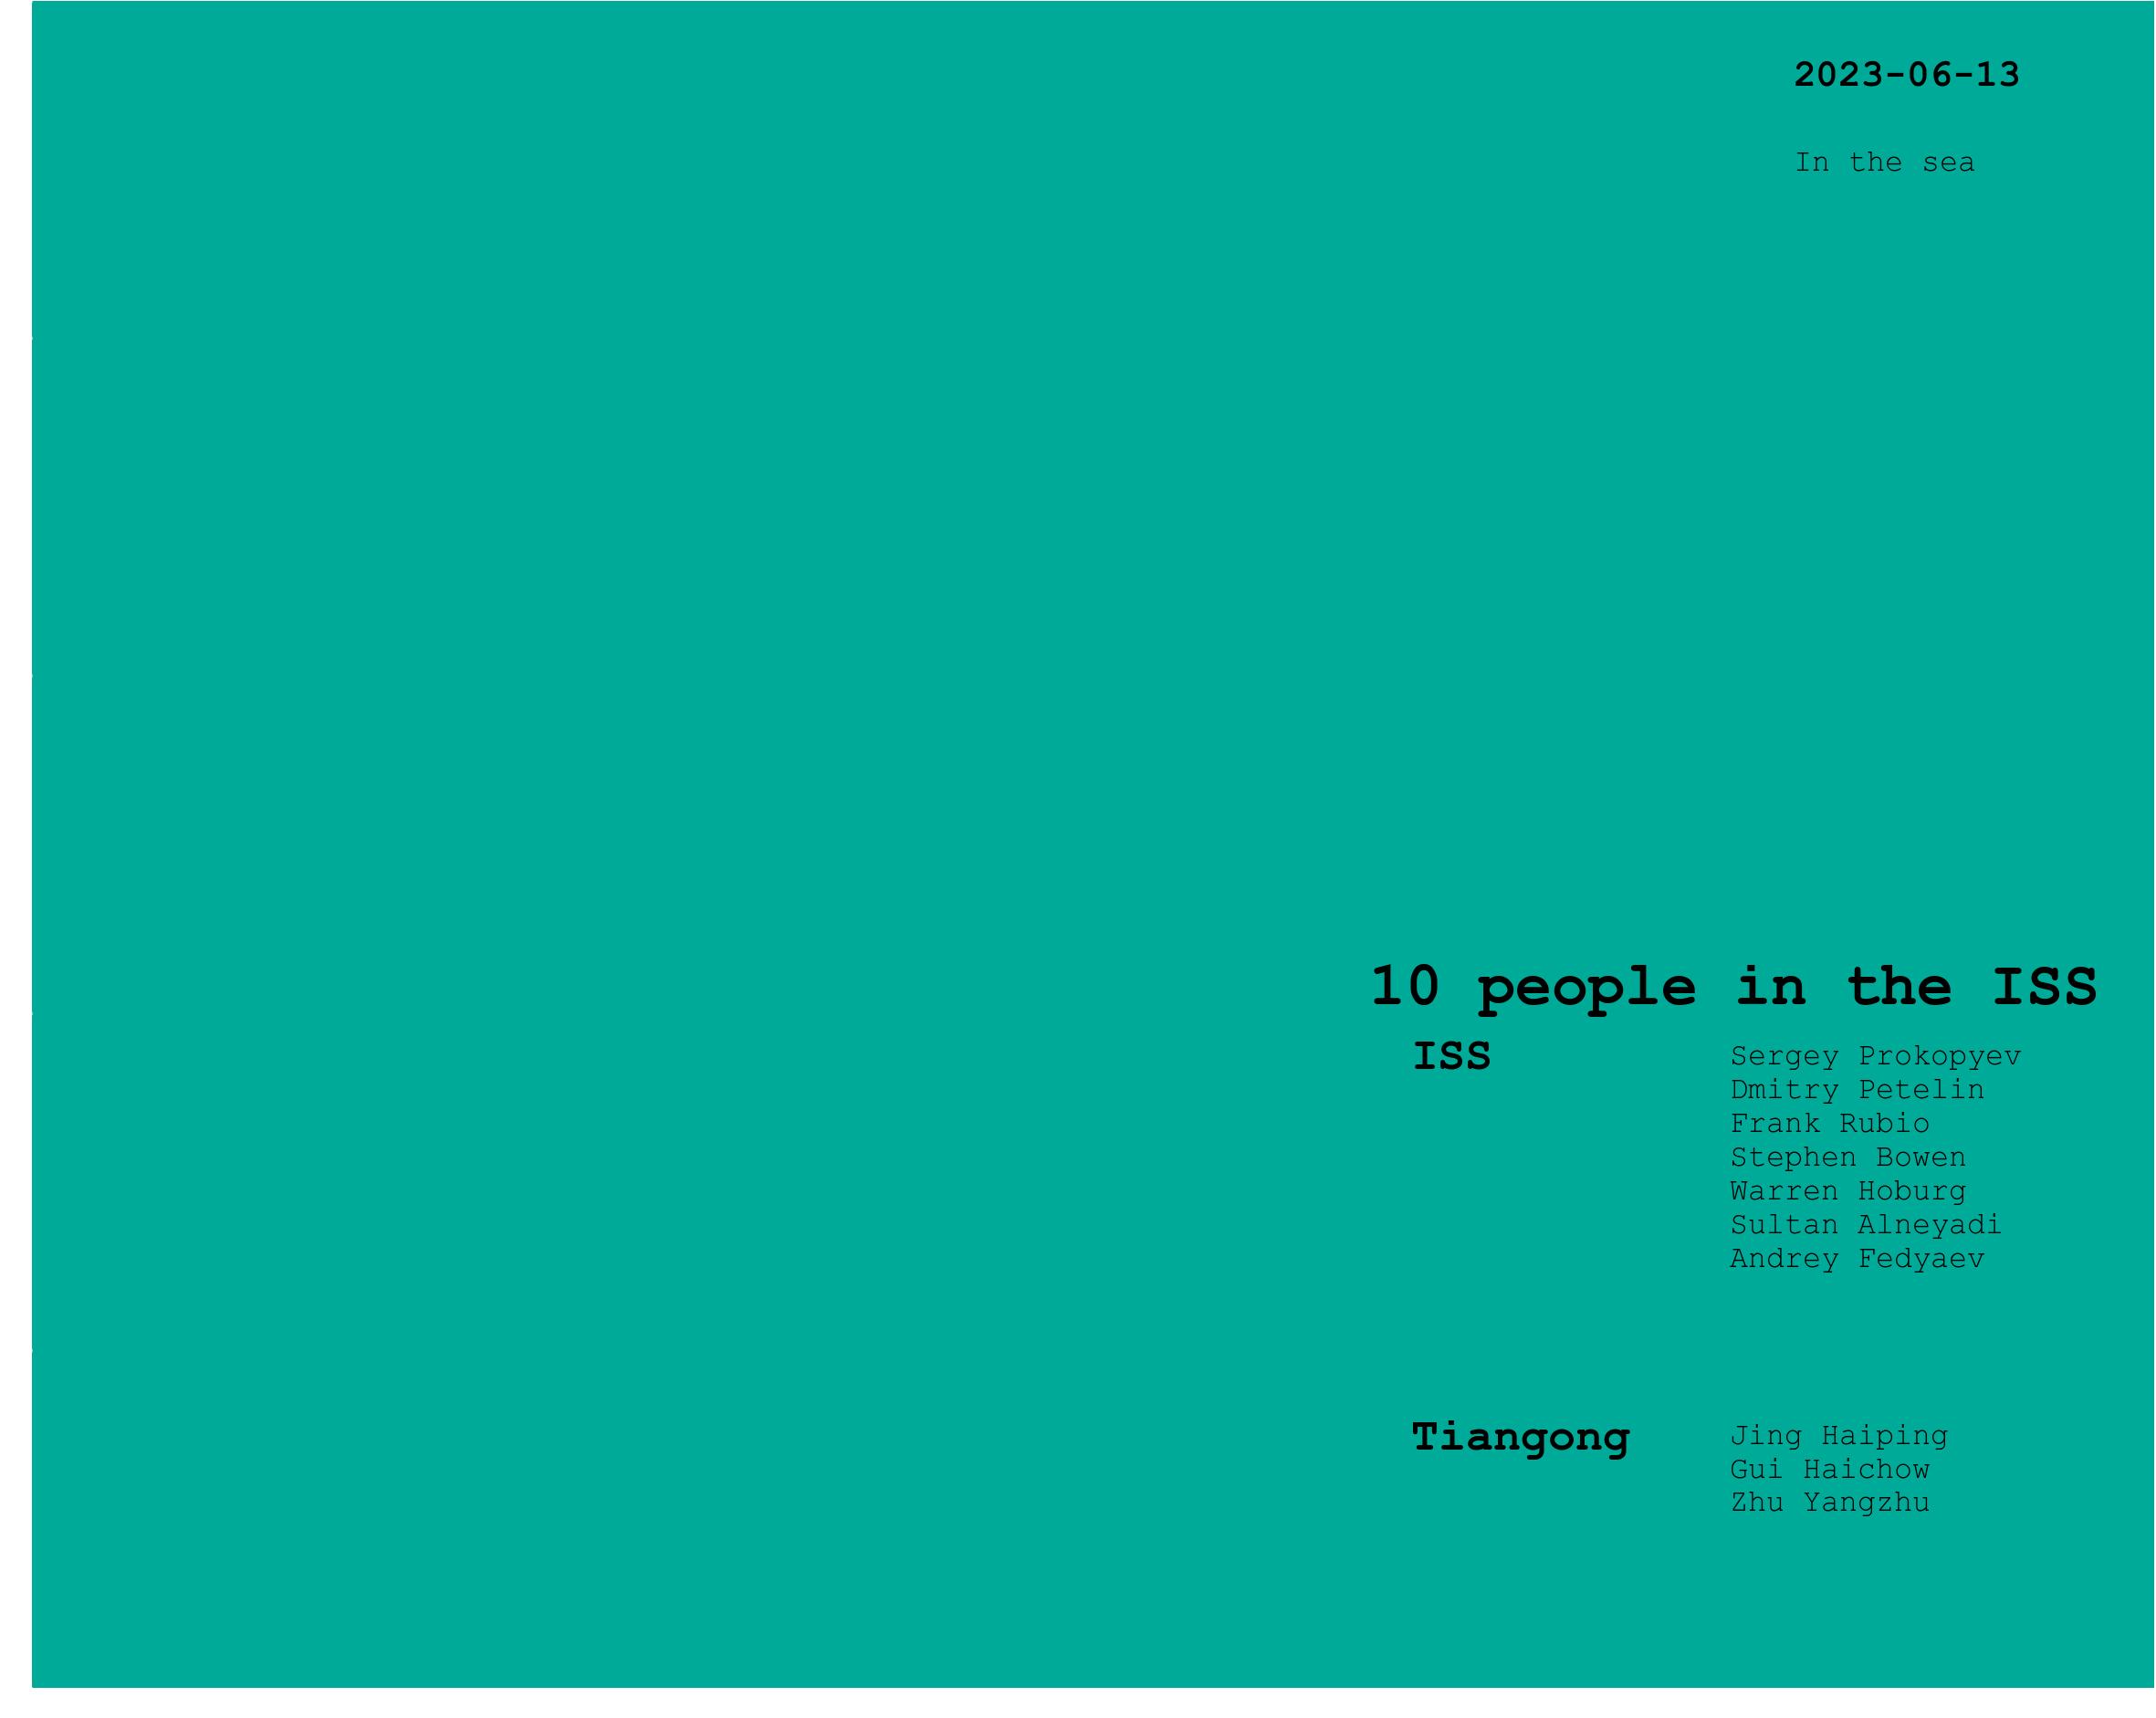 2023-06-13
In the sea
10 people in the ISS
ISS
Sergey Prokopyev
Dmitry Petelin
Frank Rubio
Stephen Bowen
Warren Hoburg
Sultan Alneyadi
Andrey Fedyaev
Tiangong
Jing Haiping
Gui Haichow
Zhu Yangzhu